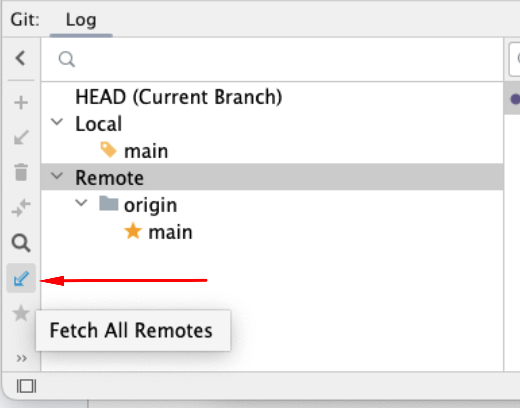 Git: Log
HEAD (Current Branch)
Local
main
Remote
origin
main
Fetch All Remotes